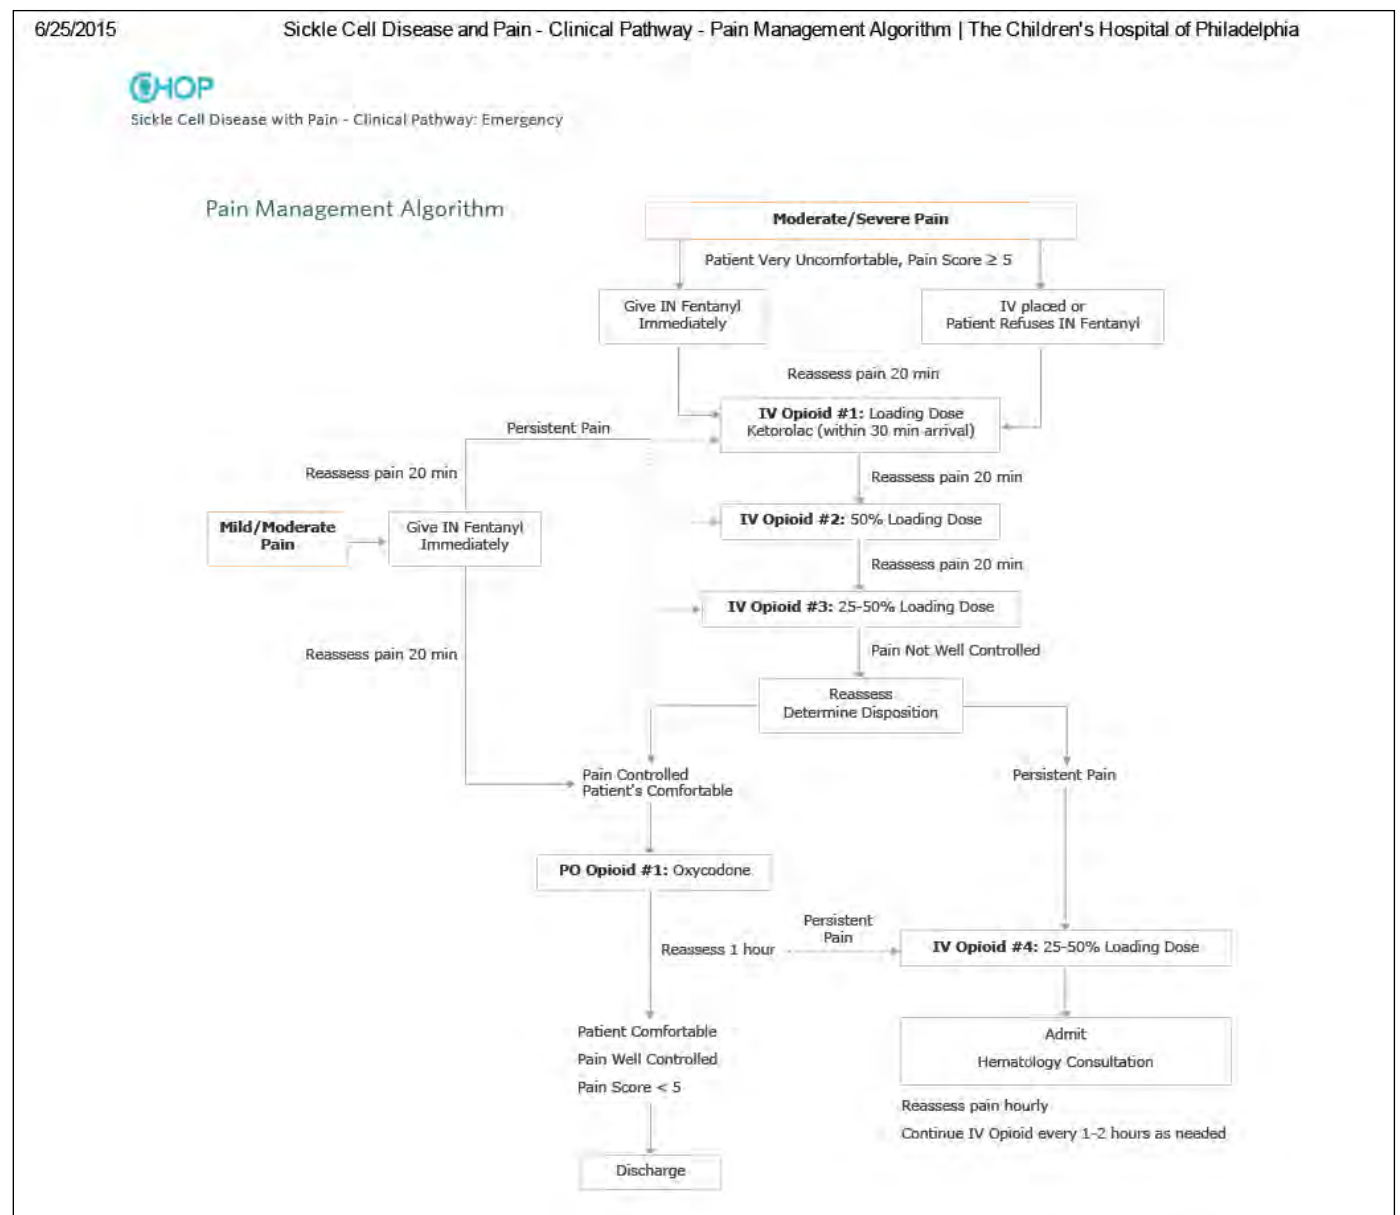 6/25/2015 Sickle Cell Disease and Pain - Clinical Pathway - Pain Management Algorithm | The Children's Hospital of Philadelphia
CHOP
Sickle Cell Disease with Pain - Clinical Pathway: Emergency
Pain Management Algorithm
Moderate/Severe Pain
Patient Very Uncomfortable, Pain Score ≥ 5
Give IN Fentanyl
Immediately
IV placed or
Patient Refuses IN Fentanyl
Reassess pain 20 min
IV Opioid #1: Loading Dose
Ketorolac (within 30 min arrival)
Persistent Pain
Reassess pain 20 min
Reassess pain 20 min
Mild/Moderate
Pain
Give IN Fentanyl
Immediately
IV Opioid #2: 50% Loading Dose
Reassess pain 20 min
IV Opioid #3: 25-50% Loading Dose
Reassess pain 20 min
Pain Not Well Controlled
Reassess
Determine Disposition
Pain Controlled
Patient's Comfortable
Persistent Pain
PO Opioid #1: Oxycodone
Reassess 1 hour
Persistent
Pain
IV Opioid #4: 25-50% Loading Dose
Patient Comfortable
Pain Well Controlled
Pain Score < 5
Admit
Hematology Consultation
Reassess pain hourly
Continue IV Opioid every 1-2 hours as needed
Discharge